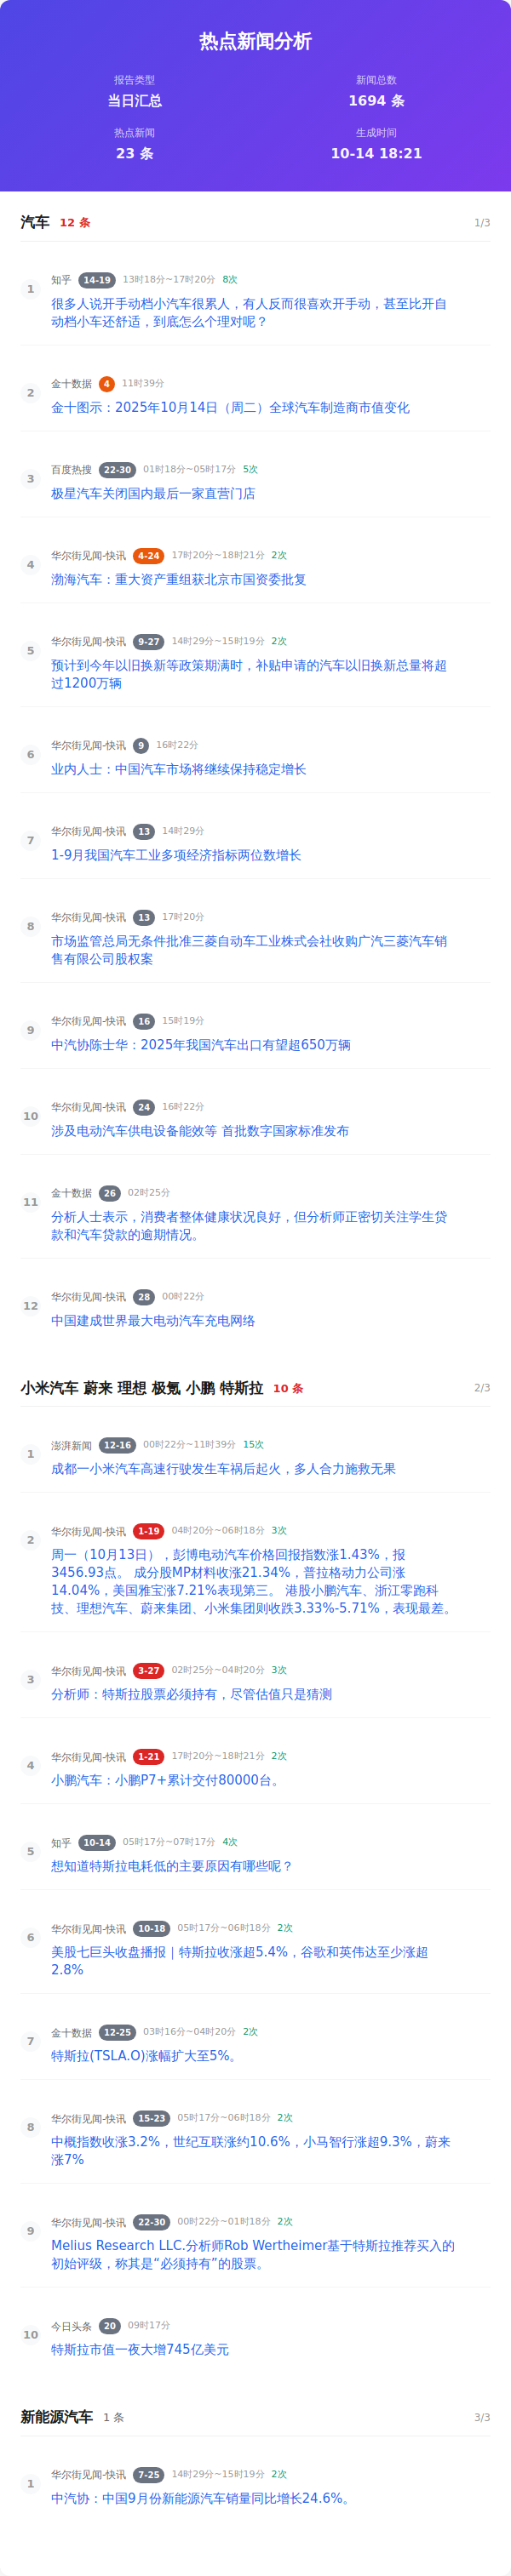 热点新闻分析
报告类型
新闻总数
当日汇总
1694 条
热点新闻
生成时间
23 条
10-14 18:21
汽车 12 条 1/3
1
知乎 14-19 13时18分~17时20分 8次
很多人说开手动档小汽车很累人，有人反而很喜欢开手动，甚至比开自
动档小车还舒适，到底怎么个理对呢？
2
金十数据 4 11时39分
金十图示：2025年10月14日（周二）全球汽车制造商市值变化
3
百度热搜 22-30 01时18分~05时17分 5次
极星汽车关闭国内最后一家直营门店
4
华尔街见闻-快讯 4-24 17时20分~18时21分 2次
渤海汽车：重大资产重组获北京市国资委批复
5
华尔街见闻-快讯 9-27 14时29分~15时19分 2次
预计到今年以旧换新等政策期满时，补贴申请的汽车以旧换新总量将超
过1200万辆
6
华尔街见闻-快讯 9 16时22分
业内人士：中国汽车市场将继续保持稳定增长
7
华尔街见闻-快讯 13 14时29分
1-9月我国汽车工业多项经济指标两位数增长
8
华尔街见闻-快讯 13 17时20分
市场监管总局无条件批准三菱自动车工业株式会社收购广汽三菱汽车销
售有限公司股权案
9
华尔街见闻-快讯 16 15时19分
中汽协陈士华：2025年我国汽车出口有望超650万辆
10
华尔街见闻-快讯 24 16时22分
涉及电动汽车供电设备能效等 首批数字国家标准发布
11
金十数据 26 02时25分
分析人士表示，消费者整体健康状况良好，但分析师正密切关注学生贷
款和汽车贷款的逾期情况。
12
华尔街见闻-快讯 28 00时22分
中国建成世界最大电动汽车充电网络
小米汽车 蔚来 理想 极氪 小鹏 特斯拉 10 条 2/3
1
澎湃新闻 12-16 00时22分~11时39分 15次
成都一小米汽车高速行驶发生车祸后起火，多人合力施救无果
2
华尔街见闻-快讯 1-19 04时20分~06时18分 3次
周一（10月13日），彭博电动汽车价格回报指数涨1.43%，报
3456.93点。 成分股MP材料收涨21.34%，普拉格动力公司涨
14.04%，美国雅宝涨7.21%表现第三。 港股小鹏汽车、浙江零跑科
技、理想汽车、蔚来集团、小米集团则收跌3.33%-5.71%，表现最差。
3
华尔街见闻-快讯 3-27 02时25分~04时20分 3次
分析师：特斯拉股票必须持有，尽管估值只是猜测
4
华尔街见闻-快讯 1-21 17时20分~18时21分 2次
小鹏汽车：小鹏P7+累计交付80000台。
5
知乎 10-14 05时17分~07时17分 4次
想知道特斯拉电耗低的主要原因有哪些呢？
6
华尔街见闻-快讯 10-18 05时17分~06时18分 2次
美股七巨头收盘播报｜特斯拉收涨超5.4%，谷歌和英伟达至少涨超
2.8%
7
金十数据 12-25 03时16分~04时20分 2次
特斯拉(TSLA.O)涨幅扩大至5%。
8
华尔街见闻-快讯 15-23 05时17分~06时18分 2次
中概指数收涨3.2%，世纪互联涨约10.6%，小马智行涨超9.3%，蔚来
涨7%
9
华尔街见闻-快讯 22-30 00时22分~01时18分 2次
Melius Research LLC.分析师Rob Wertheimer基于特斯拉推荐买入的
初始评级，称其是“必须持有”的股票。
10
今日头条 20 09时17分
特斯拉市值一夜大增745亿美元
新能源汽车 1 条 3/3
1
华尔街见闻-快讯 7-25 14时29分~15时19分 2次
中汽协：中国9月份新能源汽车销量同比增长24.6%。